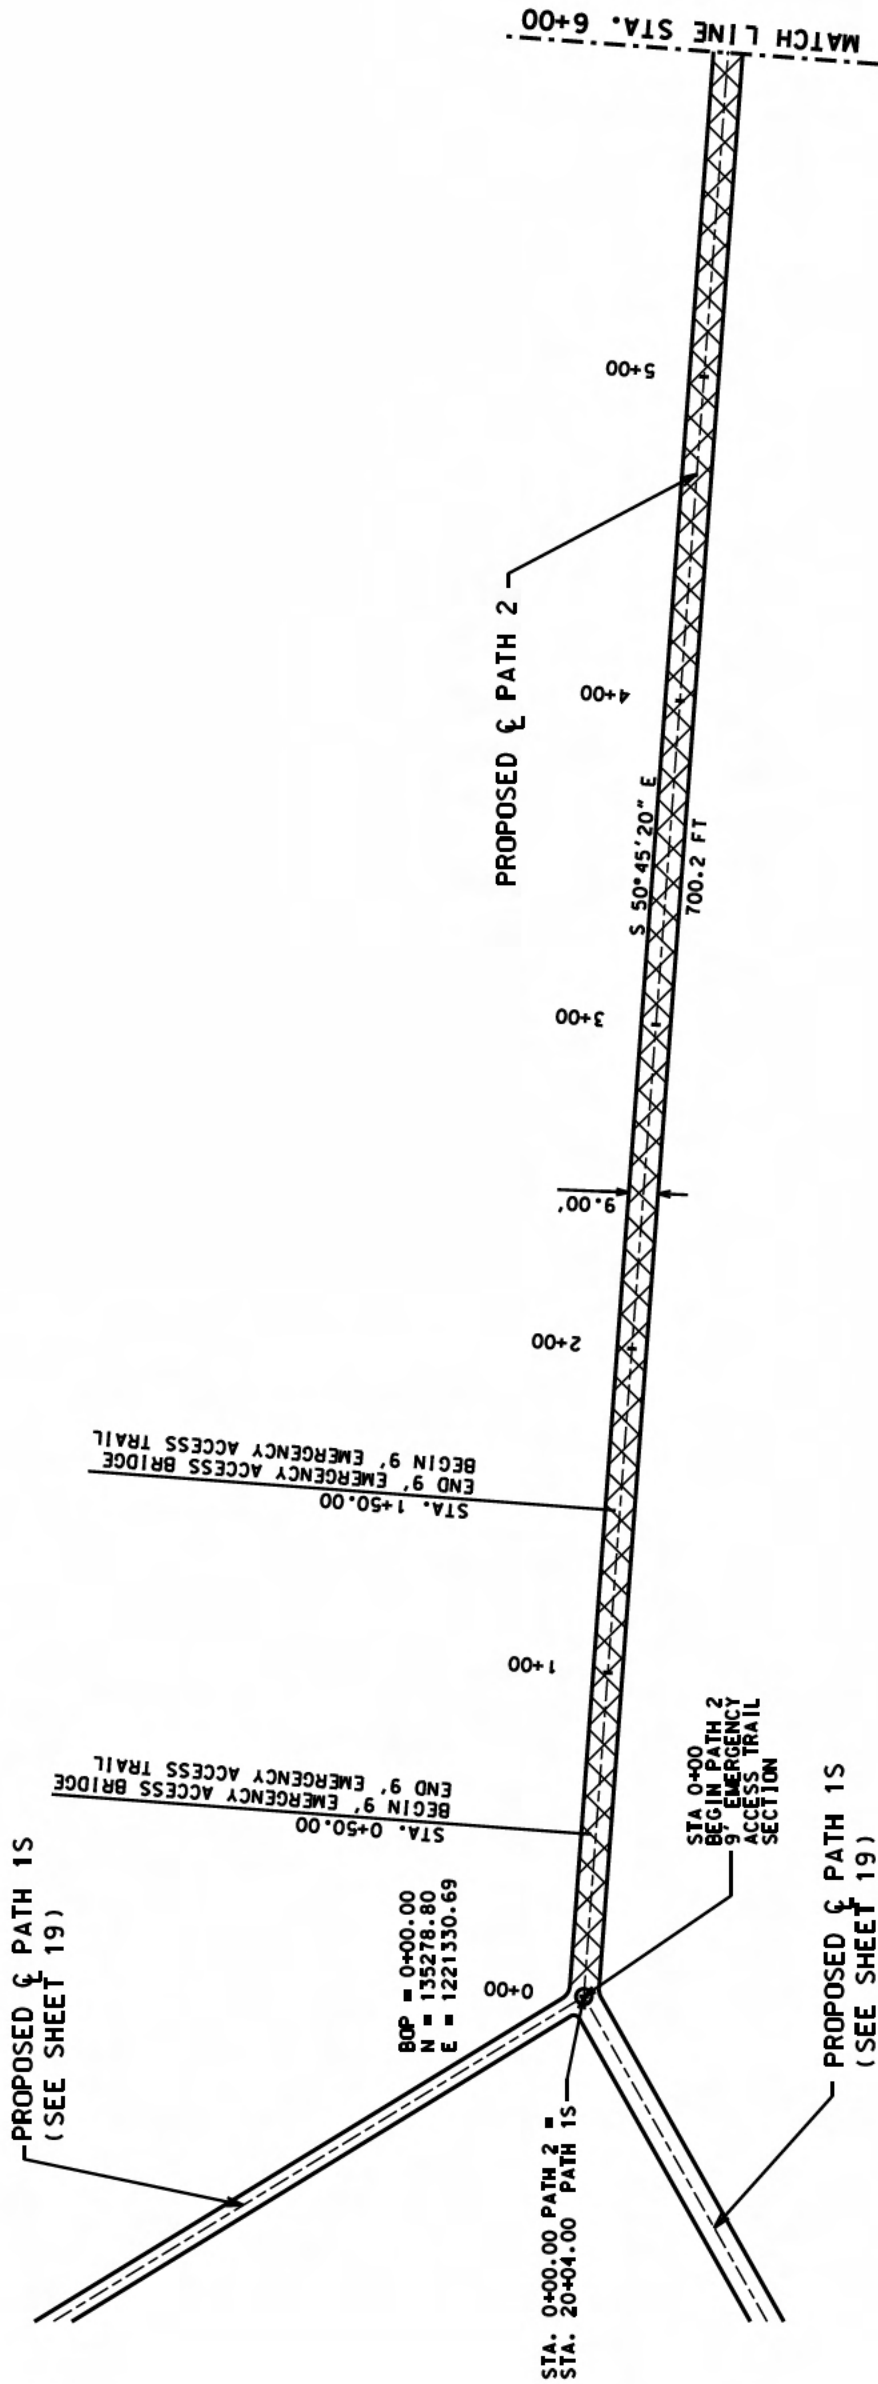 MATCH LINE STA. 6+00
5+00
PROPOSED ℄ PATH 2
4+00
S 50°45'20" E
700.2 FT
3+00
9.00'
2+00
STA. 1+50.00
END 9' EMERGENCY ACCESS BRIDGE
BEGIN 9' EMERGENCY ACCESS TRAIL
1+00
STA. 0+50.00
BEGIN 9' EMERGENCY ACCESS BRIDGE
END 9' EMERGENCY ACCESS TRAIL
STA 0+00
BEGIN PATH 2
9' EMERGENCY
ACCESS TRAIL
SECTION
PROPOSED ℄ PATH 1S
(SEE SHEET 19)
BOP = 0+00.00
N = 135278.80
E = 1221330.69
0+00
PROPOSED ℄ PATH 1S
(SEE SHEET 19)
STA. 0+00.00 PATH 2 =
STA. 20+04.00 PATH 1S